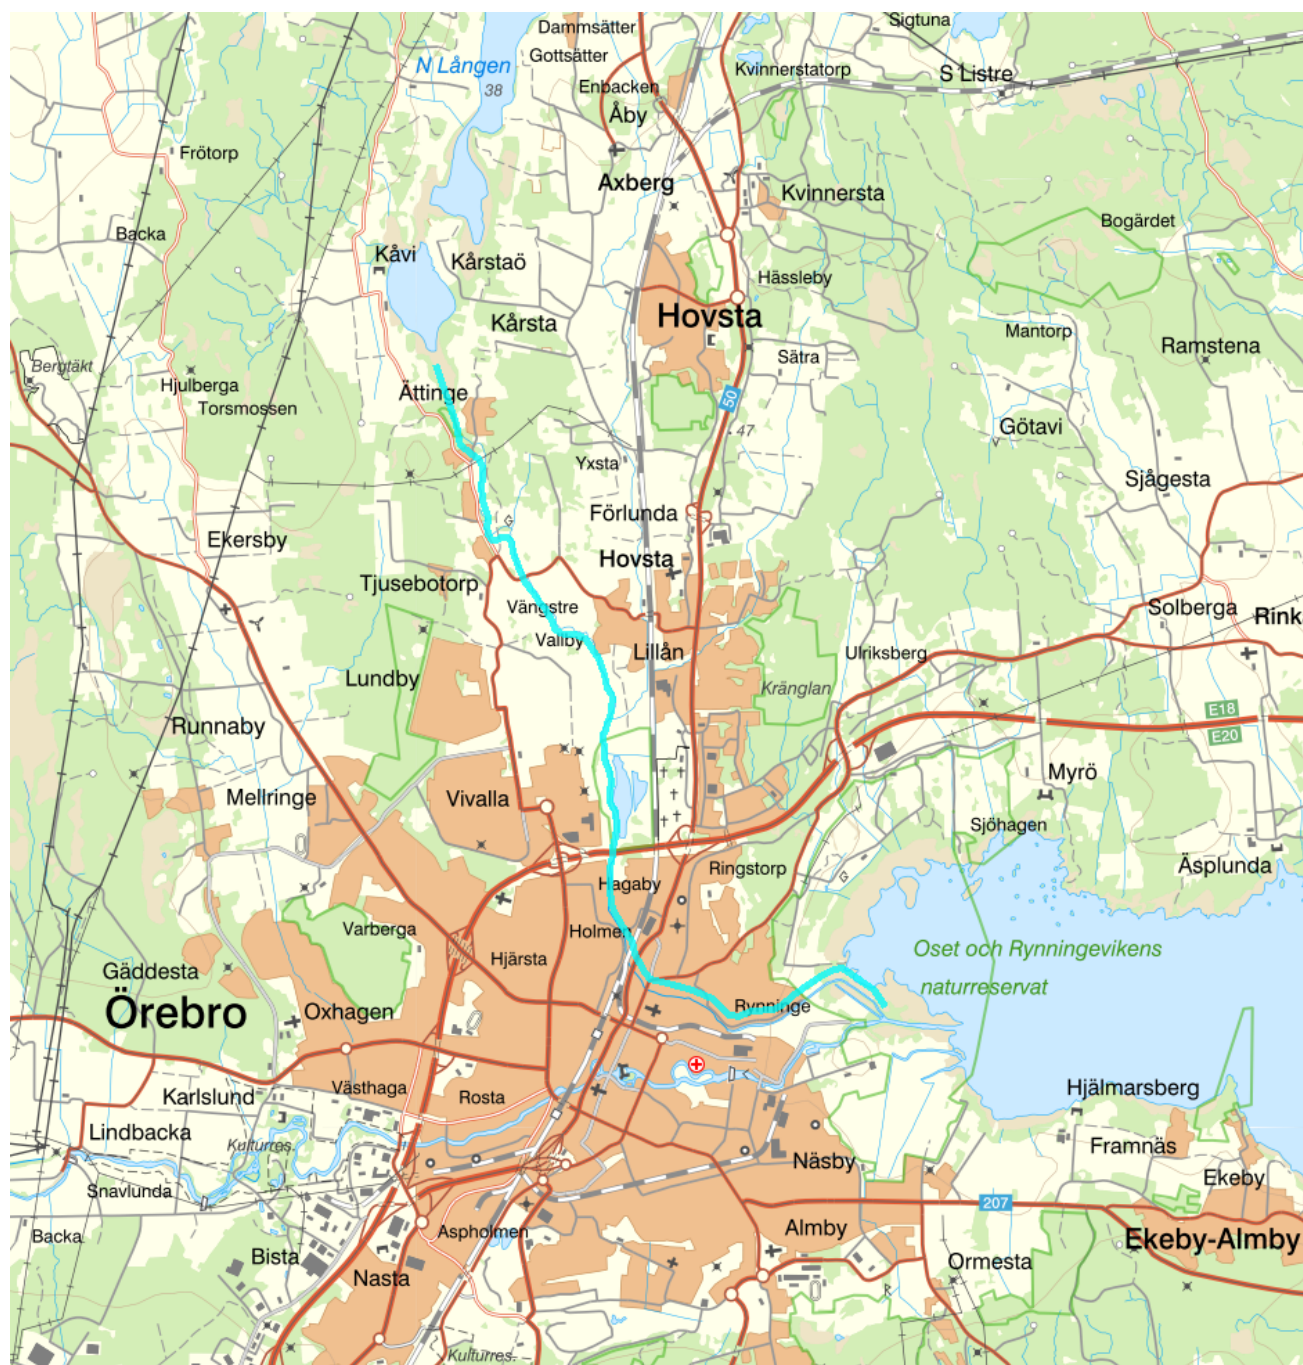 Dammsätter
Sigtuna
Gottsätter
N Lången
38
Kvinnerstatorp
S Listre
Enbacken
Åby
Frötorp
Axberg
Kvinnersta
Bogärdet
Backa
Kåvi
Kårstaö
Hässleby
Kårsta
Hovsta
Mantorp
Ramstena
Bergtäkt
Sätra
Hjulberga
Ättinge
Torsmossen
50
47
Götavi
Yxsta
Sjågesta
Förlunda
Ekersby
Hovsta
Tjusebotorp
Vängstre
Solberga
Rink
Vallby
Lillån
Ulriksberg
Lundby
Kränglan
Runnaby
E18
E20
Myrö
Mellringe
Vivalla
Sjöhagen
Äsplunda
Ringstorp
Hagaby
Varberga
Holmen
Hjärsta
Oset och Rynningevikens
naturreservat
Gäddesta
Örebro
Oxhagen
Rynninge
Västhaga
Rosta
Karlslund
Hjälmarsberg
Lindbacka
Kulturres.
Framnäs
Näsby
Ekeby
Snavlunda
207
Backa
Aspholmen
Almby
Ekeby-Almby
Bista
Ormesta
Nasta
Kulturres.